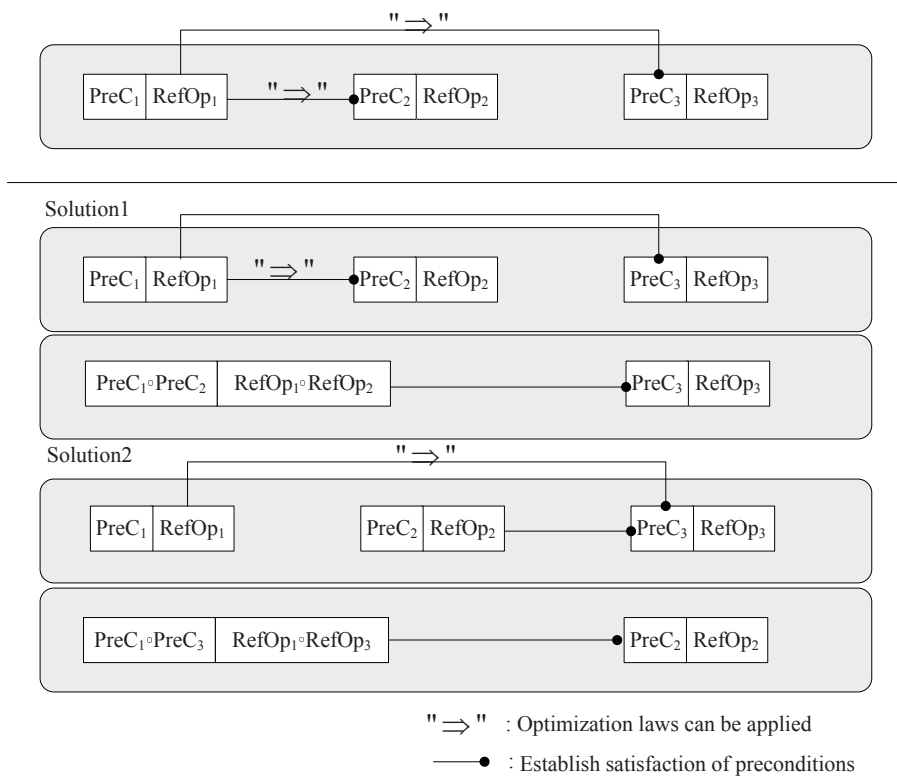 " ⇒ "
PreC₁ RefOp₁ " ⇒ " PreC₂ RefOp₂ PreC₃ RefOp₃
Solution1
PreC₁ RefOp₁ " ⇒ " PreC₂ RefOp₂ PreC₃ RefOp₃
PreC₁▫PreC₂ RefOp₁▫RefOp₂ PreC₃ RefOp₃
Solution2
" ⇒ "
PreC₁ RefOp₁ PreC₂ RefOp₂ PreC₃ RefOp₃
PreC₁▫PreC₃ RefOp₁▫RefOp₃ PreC₂ RefOp₂
" ⇒ " : Optimization laws can be applied
: Establish satisfaction of preconditions